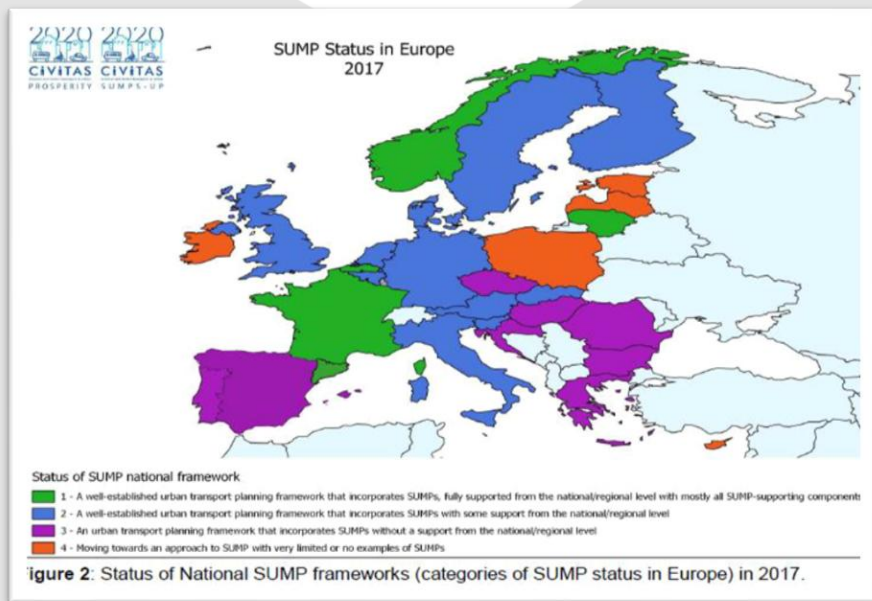 2020 2020
CIVITAS CIVITAS
PROSPERITY SUMPS-UP
SUMP Status in Europe
2017
Status of SUMP national framework
1 - A well-established urban transport planning framework that incorporates SUMPs, fully supported from the national/regional level with mostly all SUMP-supporting components
2 - A well-established urban transport planning framework that incorporates SUMPs with some support from the national/regional level
3 - An urban transport planning framework that incorporates SUMPs without a support from the national/regional level
4 - Moving towards an approach to SUMP with very limited or no examples of SUMPs
igure 2: Status of National SUMP frameworks (categories of SUMP status in Europe) in 2017.